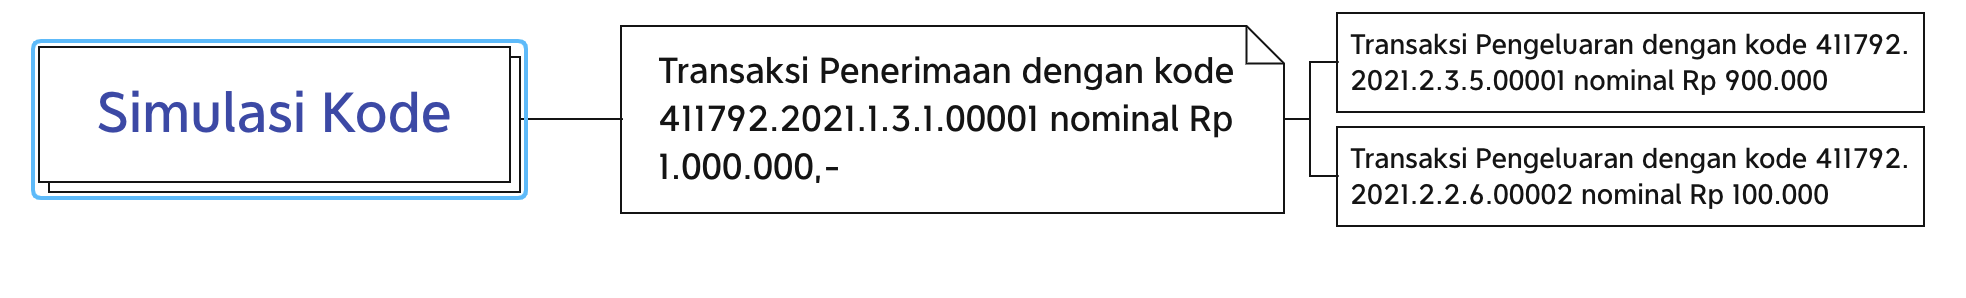 Simulasi Kode
Transaksi Penerimaan dengan kode
411792.2021.1.3.1.00001 nominal Rp
1.000.000,-
Transaksi Pengeluaran dengan kode 411792.
2021.2.3.5.00001 nominal Rp 900.000
Transaksi Pengeluaran dengan kode 411792.
2021.2.2.6.00002 nominal Rp 100.000